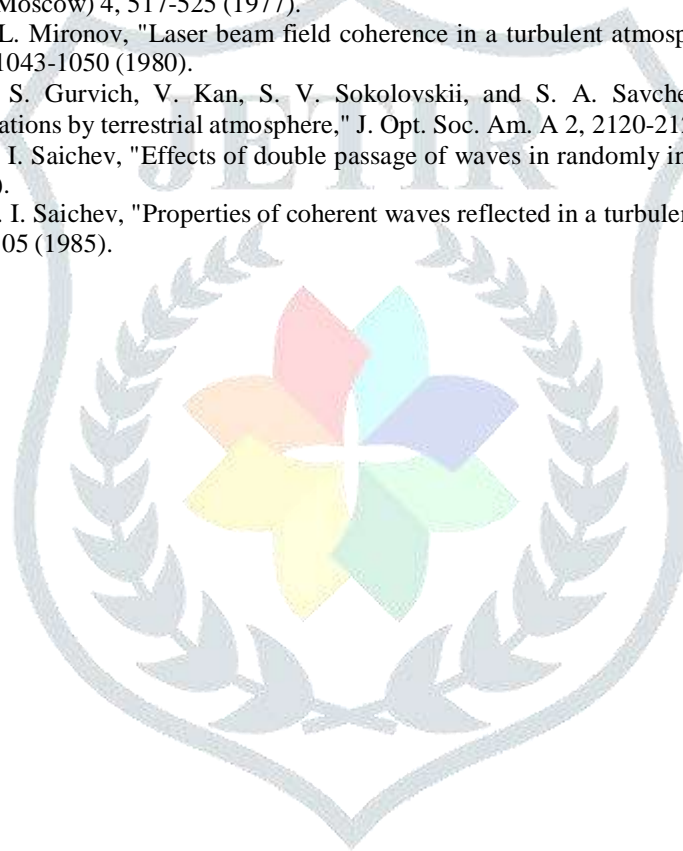 Moscow) 4, 517-525 (1977).
L. Mironov, "Laser beam field coherence in a turbulent atmosp
1043-1050 (1980).
S. Gurvich, V. Kan, S. V. Sokolovskii, and S. A. Savche
ations by terrestrial atmosphere," J. Opt. Soc. Am. A 2, 2120-21
I. Saichev, "Effects of double passage of waves in randomly in
).
. I. Saichev, "Properties of coherent waves reflected in a turbulen
05 (1985).
JETIR